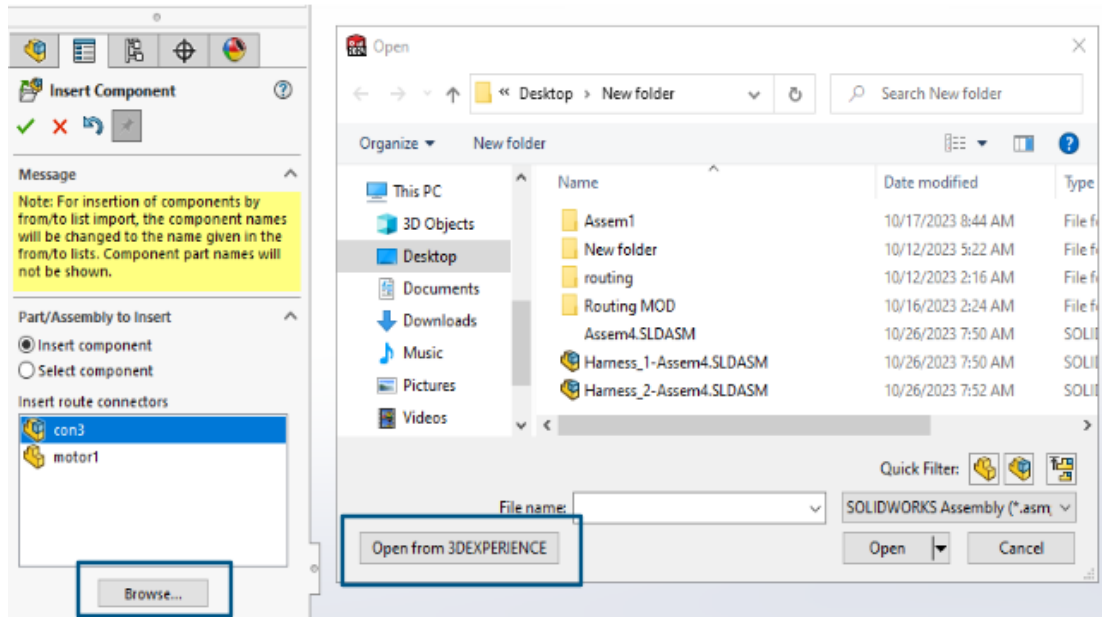 Insert Component
Message
Note: For insertion of components by
from/to list import, the component names
will be changed to the name given in the
from/to lists. Component part names will
not be shown.
Part/Assembly to Insert
Insert component
Select component
Insert route connectors
con3
motor1
Browse...
Open
« Desktop › New folder
Search New folder
Organize
New folder
This PC
3D Objects
Desktop
Documents
Downloads
Music
Pictures
Videos
Name Date modified Type
Assem1 10/17/2023 8:44 AM File f
New folder 10/12/2023 5:22 AM File f
routing 10/12/2023 2:16 AM File f
Routing MOD 10/16/2023 2:24 AM File f
Assem4.SLDASM 10/26/2023 7:50 AM SOLI
Harness_1-Assem4.SLDASM 10/26/2023 7:50 AM SOLI
Harness_2-Assem4.SLDASM 10/26/2023 7:52 AM SOLI
Quick Filter:
File name:
SOLIDWORKS Assembly (*.asm;
Open from 3DEXPERIENCE
Open
Cancel